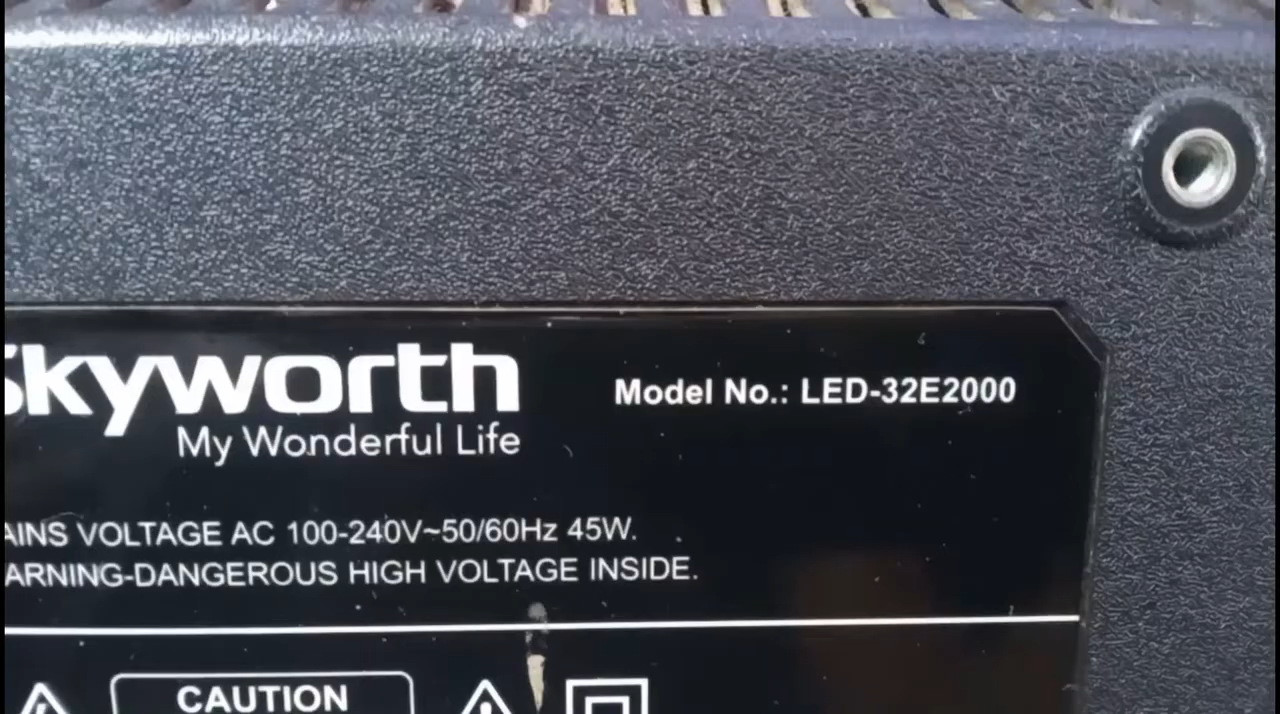 Skyworth
My Wonderful Life
Model No.: LED-32E2000
AINS VOLTAGE AC 100-240V~50/60Hz 45W.
ARNING-DANGEROUS HIGH VOLTAGE INSIDE.
CAUTION